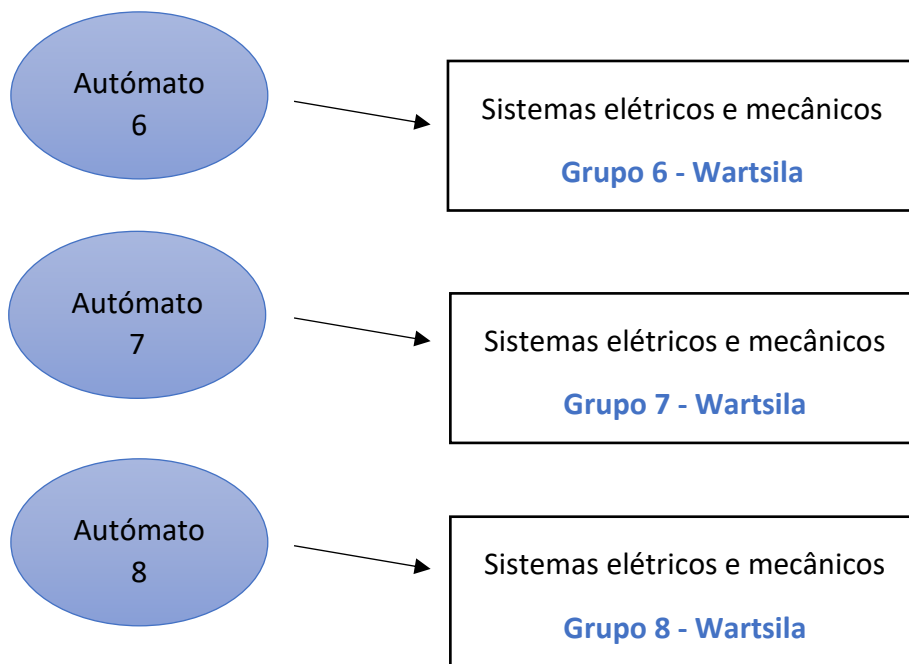 Autómato
6
Sistemas elétricos e mecânicos
Grupo 6 - Wartsila
Autómato
7
Sistemas elétricos e mecânicos
Grupo 7 - Wartsila
Autómato
8
Sistemas elétricos e mecânicos
Grupo 8 - Wartsila